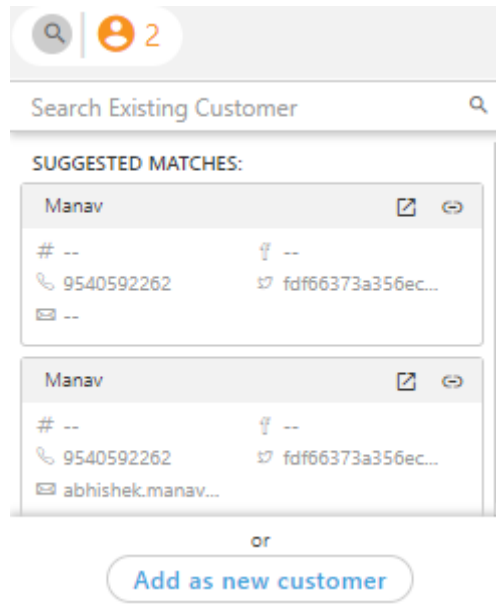 2
Search Existing Customer
SUGGESTED MATCHES:
Manav
# --
--
9540592262
fdf66373a356ec...
--
Manav
# --
--
9540592262
fdf66373a356ec...
abhishek.manav...
or
Add as new customer